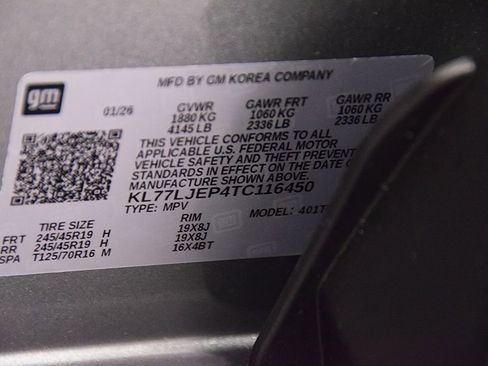 gm
MFD BY GM KOREA COMPANY
01/26 GVWR GAWR FRT GAWR RR
1880 KG 1060 KG 1060 KG
4145 LB 2336 LB 2336 LB
THIS VEHICLE CONFORMS TO ALL
APPLICABLE U.S. FEDERAL MOTOR
VEHICLE SAFETY AND THEFT PREVENT
STANDARDS IN EFFECT ON THE DATE O
MANUFACTURE SHOWN ABOVE.
KL77LJEP4TC116450
TYPE: MPV MODEL: 401T
TIRE SIZE RIM
FRT 245/45R19 H 19X8J
RR 245/45R19 H 19X8J
SPA T125/70R16 M 16X4BT